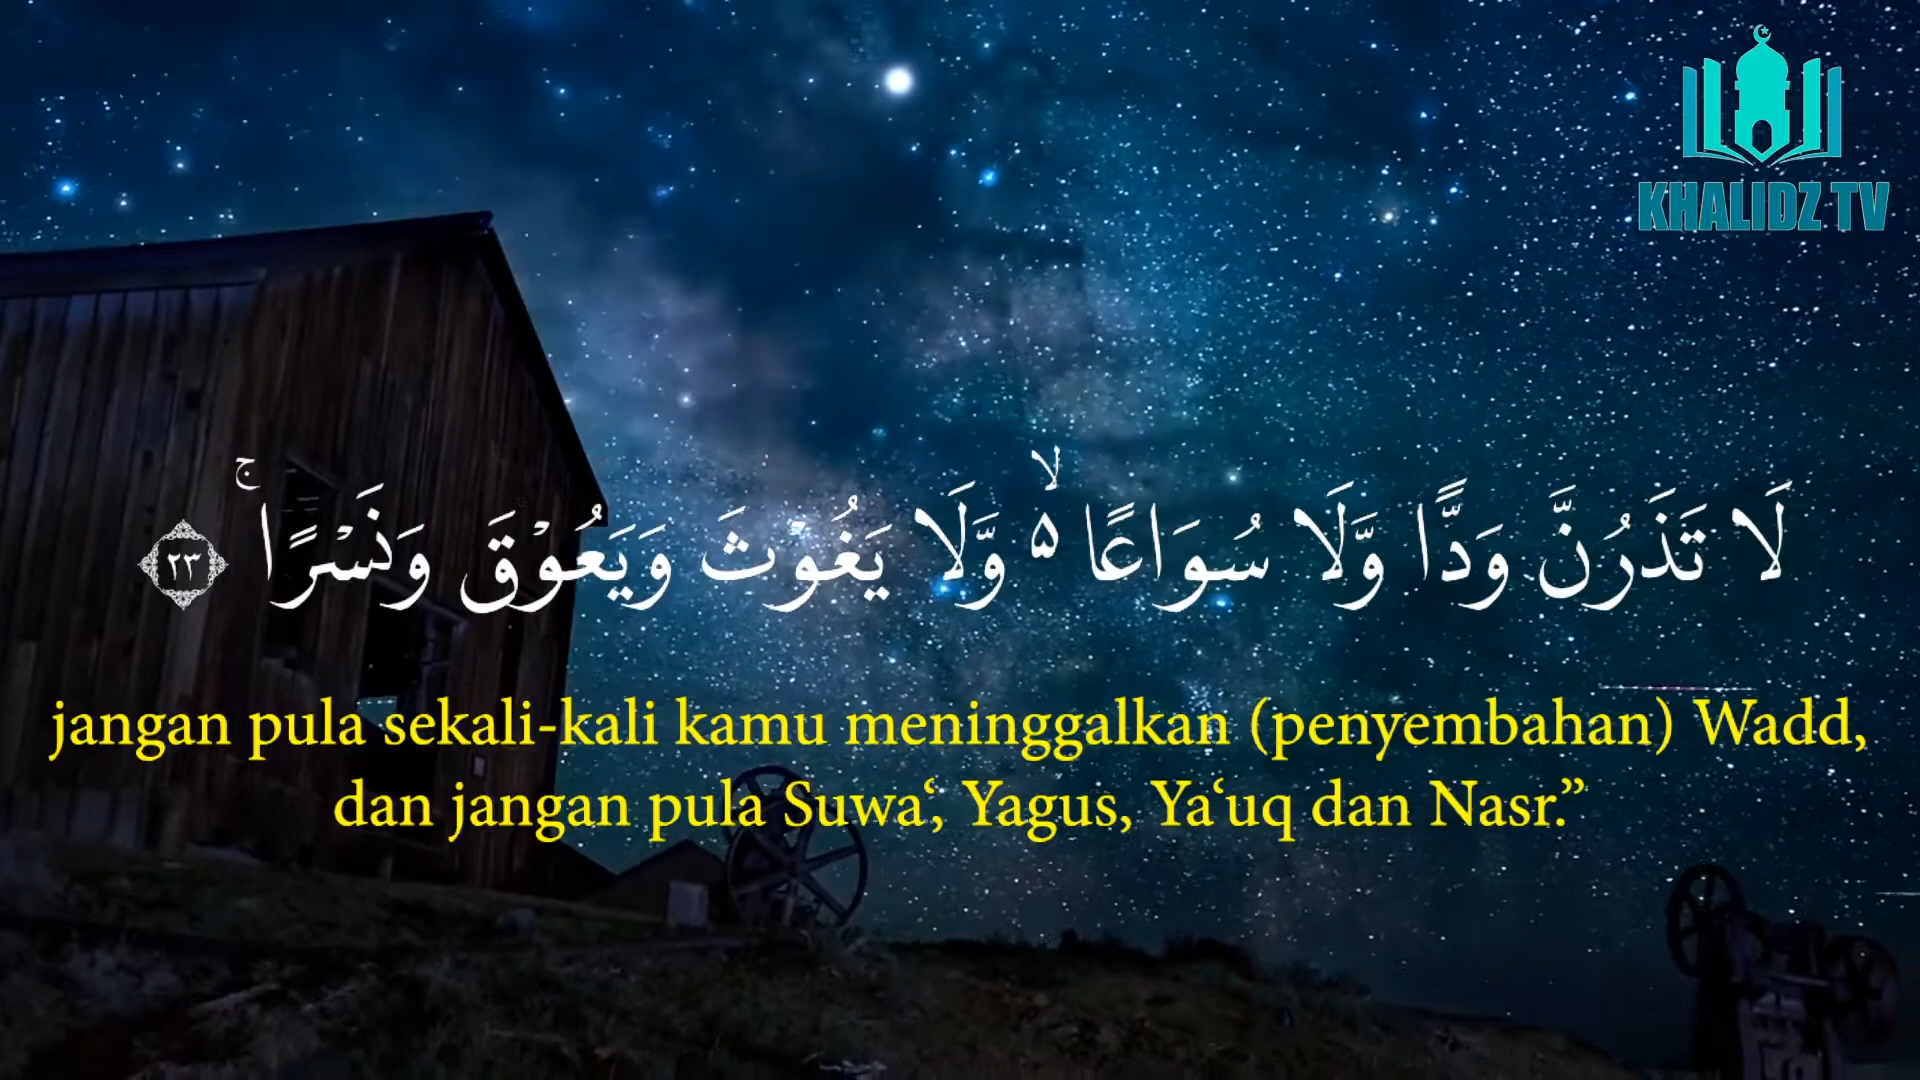 KHALIDZ TV
لَا تَذَرُنَّ وَدًّا وَّلَا سُوَاعًا ۙ۵ وَّلَا يَغُوْثَ وَيَعُوْقَ وَنَسْرًا ۚ ٢٣
jangan pula sekali-kali kamu meninggalkan (penyembahan) Wadd,
dan jangan pula Suwa‘, Yagus, Ya‘uq dan Nasr.”